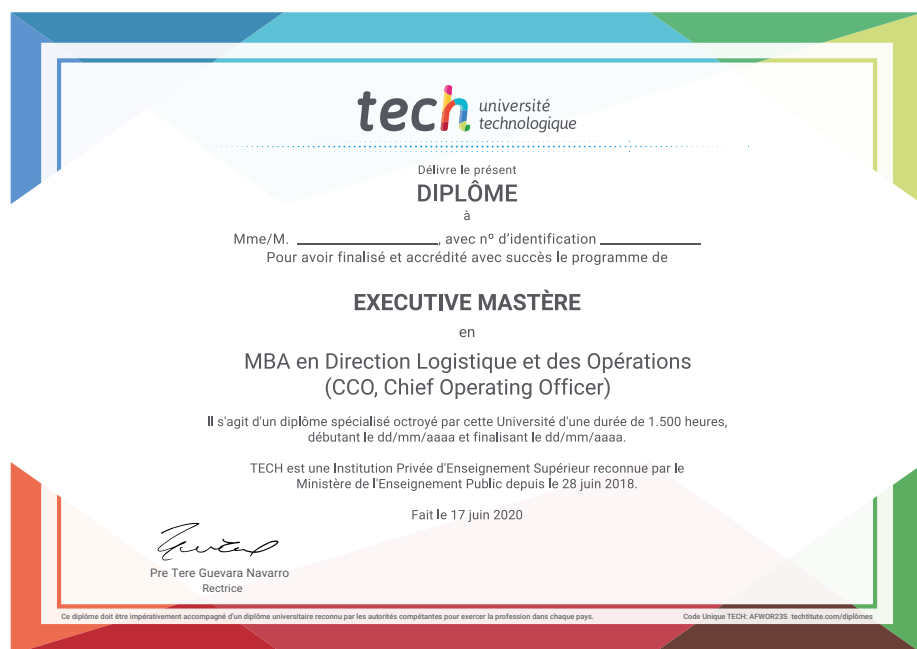 tech université
technologique
Délivre le présent
DIPLÔME
à
Mme/M. ____________________, avec nº d'identification ______________
Pour avoir finalisé et accrédité avec succès le programme de
EXECUTIVE MASTÈRE
en
MBA en Direction Logistique et des Opérations
(CCO, Chief Operating Officer)
Il s'agit d'un diplôme spécialisé octroyé par cette Université d'une durée de 1.500 heures,
débutant le dd/mm/aaaa et finalisant le dd/mm/aaaa.
TECH est une Institution Privée d'Enseignement Supérieur reconnue par le
Ministère de l'Enseignement Public depuis le 28 juin 2018.
Fait le 17 juin 2020
Pre Tere Guevara Navarro
Rectrice
Ce diplôme doit être impérativement accompagné d'un diplôme universitaire reconnu par les autorités compétentes pour exercer la profession dans chaque pays. Code Unique TECH: AFWOR23S techtitute.com/diplômes